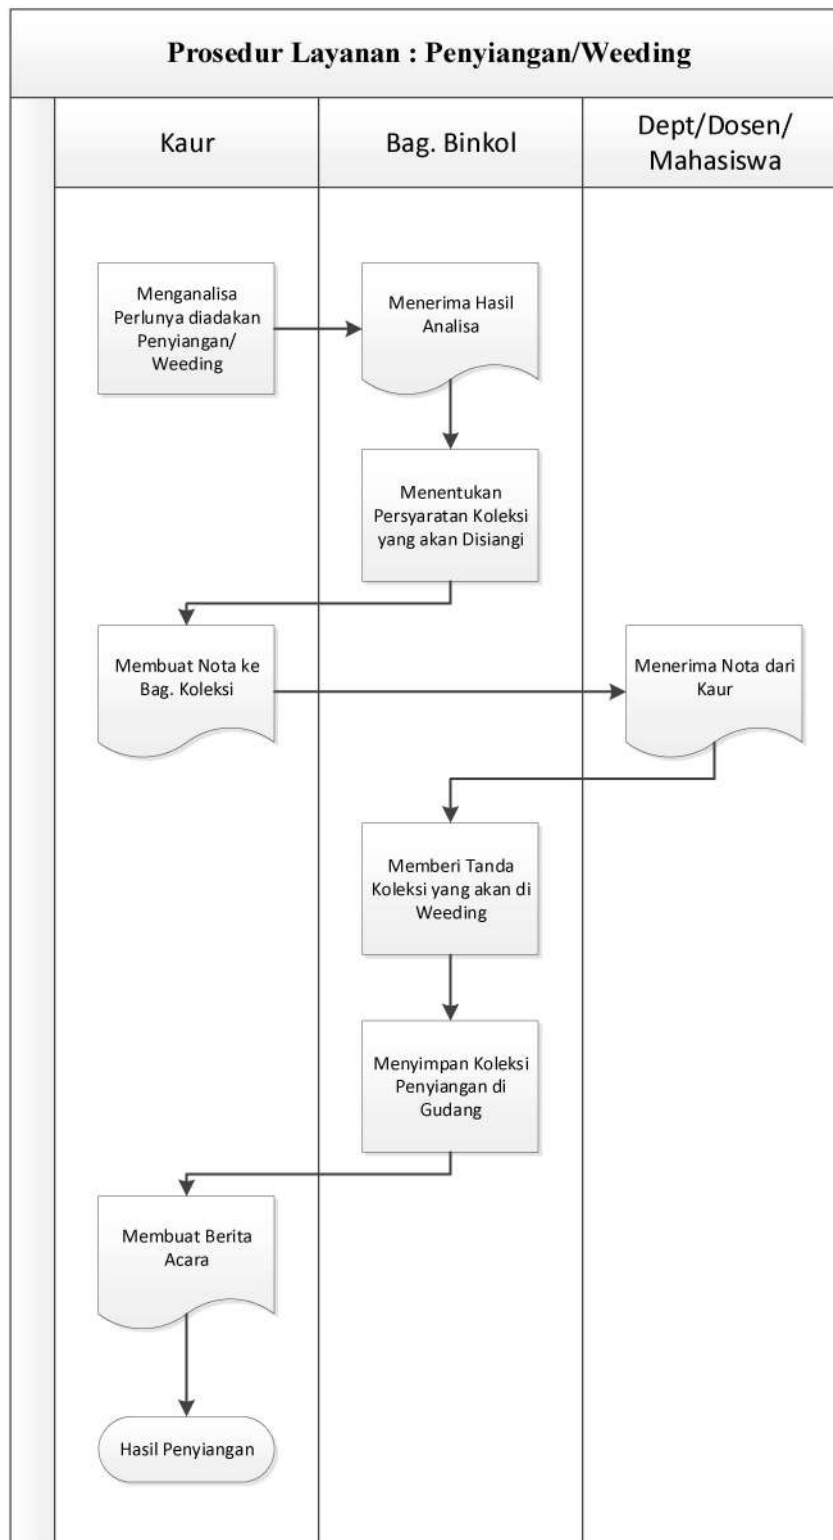 Prosedur Layanan : Penyiangan/Weeding
Kaur
Bag. Binkol
Dept/Dosen/
Mahasiswa
Menganalisa
Perlunya diadakan
Penyiangan/
Weeding
Menerima Hasil
Analisa
Menentukan
Persyaratan Koleksi
yang akan Disiangi
Membuat Nota ke
Bag. Koleksi
Menerima Nota dari
Kaur
Memberi Tanda
Koleksi yang akan di
Weeding
Menyimpan Koleksi
Penyiangan di
Gudang
Membuat Berita
Acara
Hasil Penyiangan